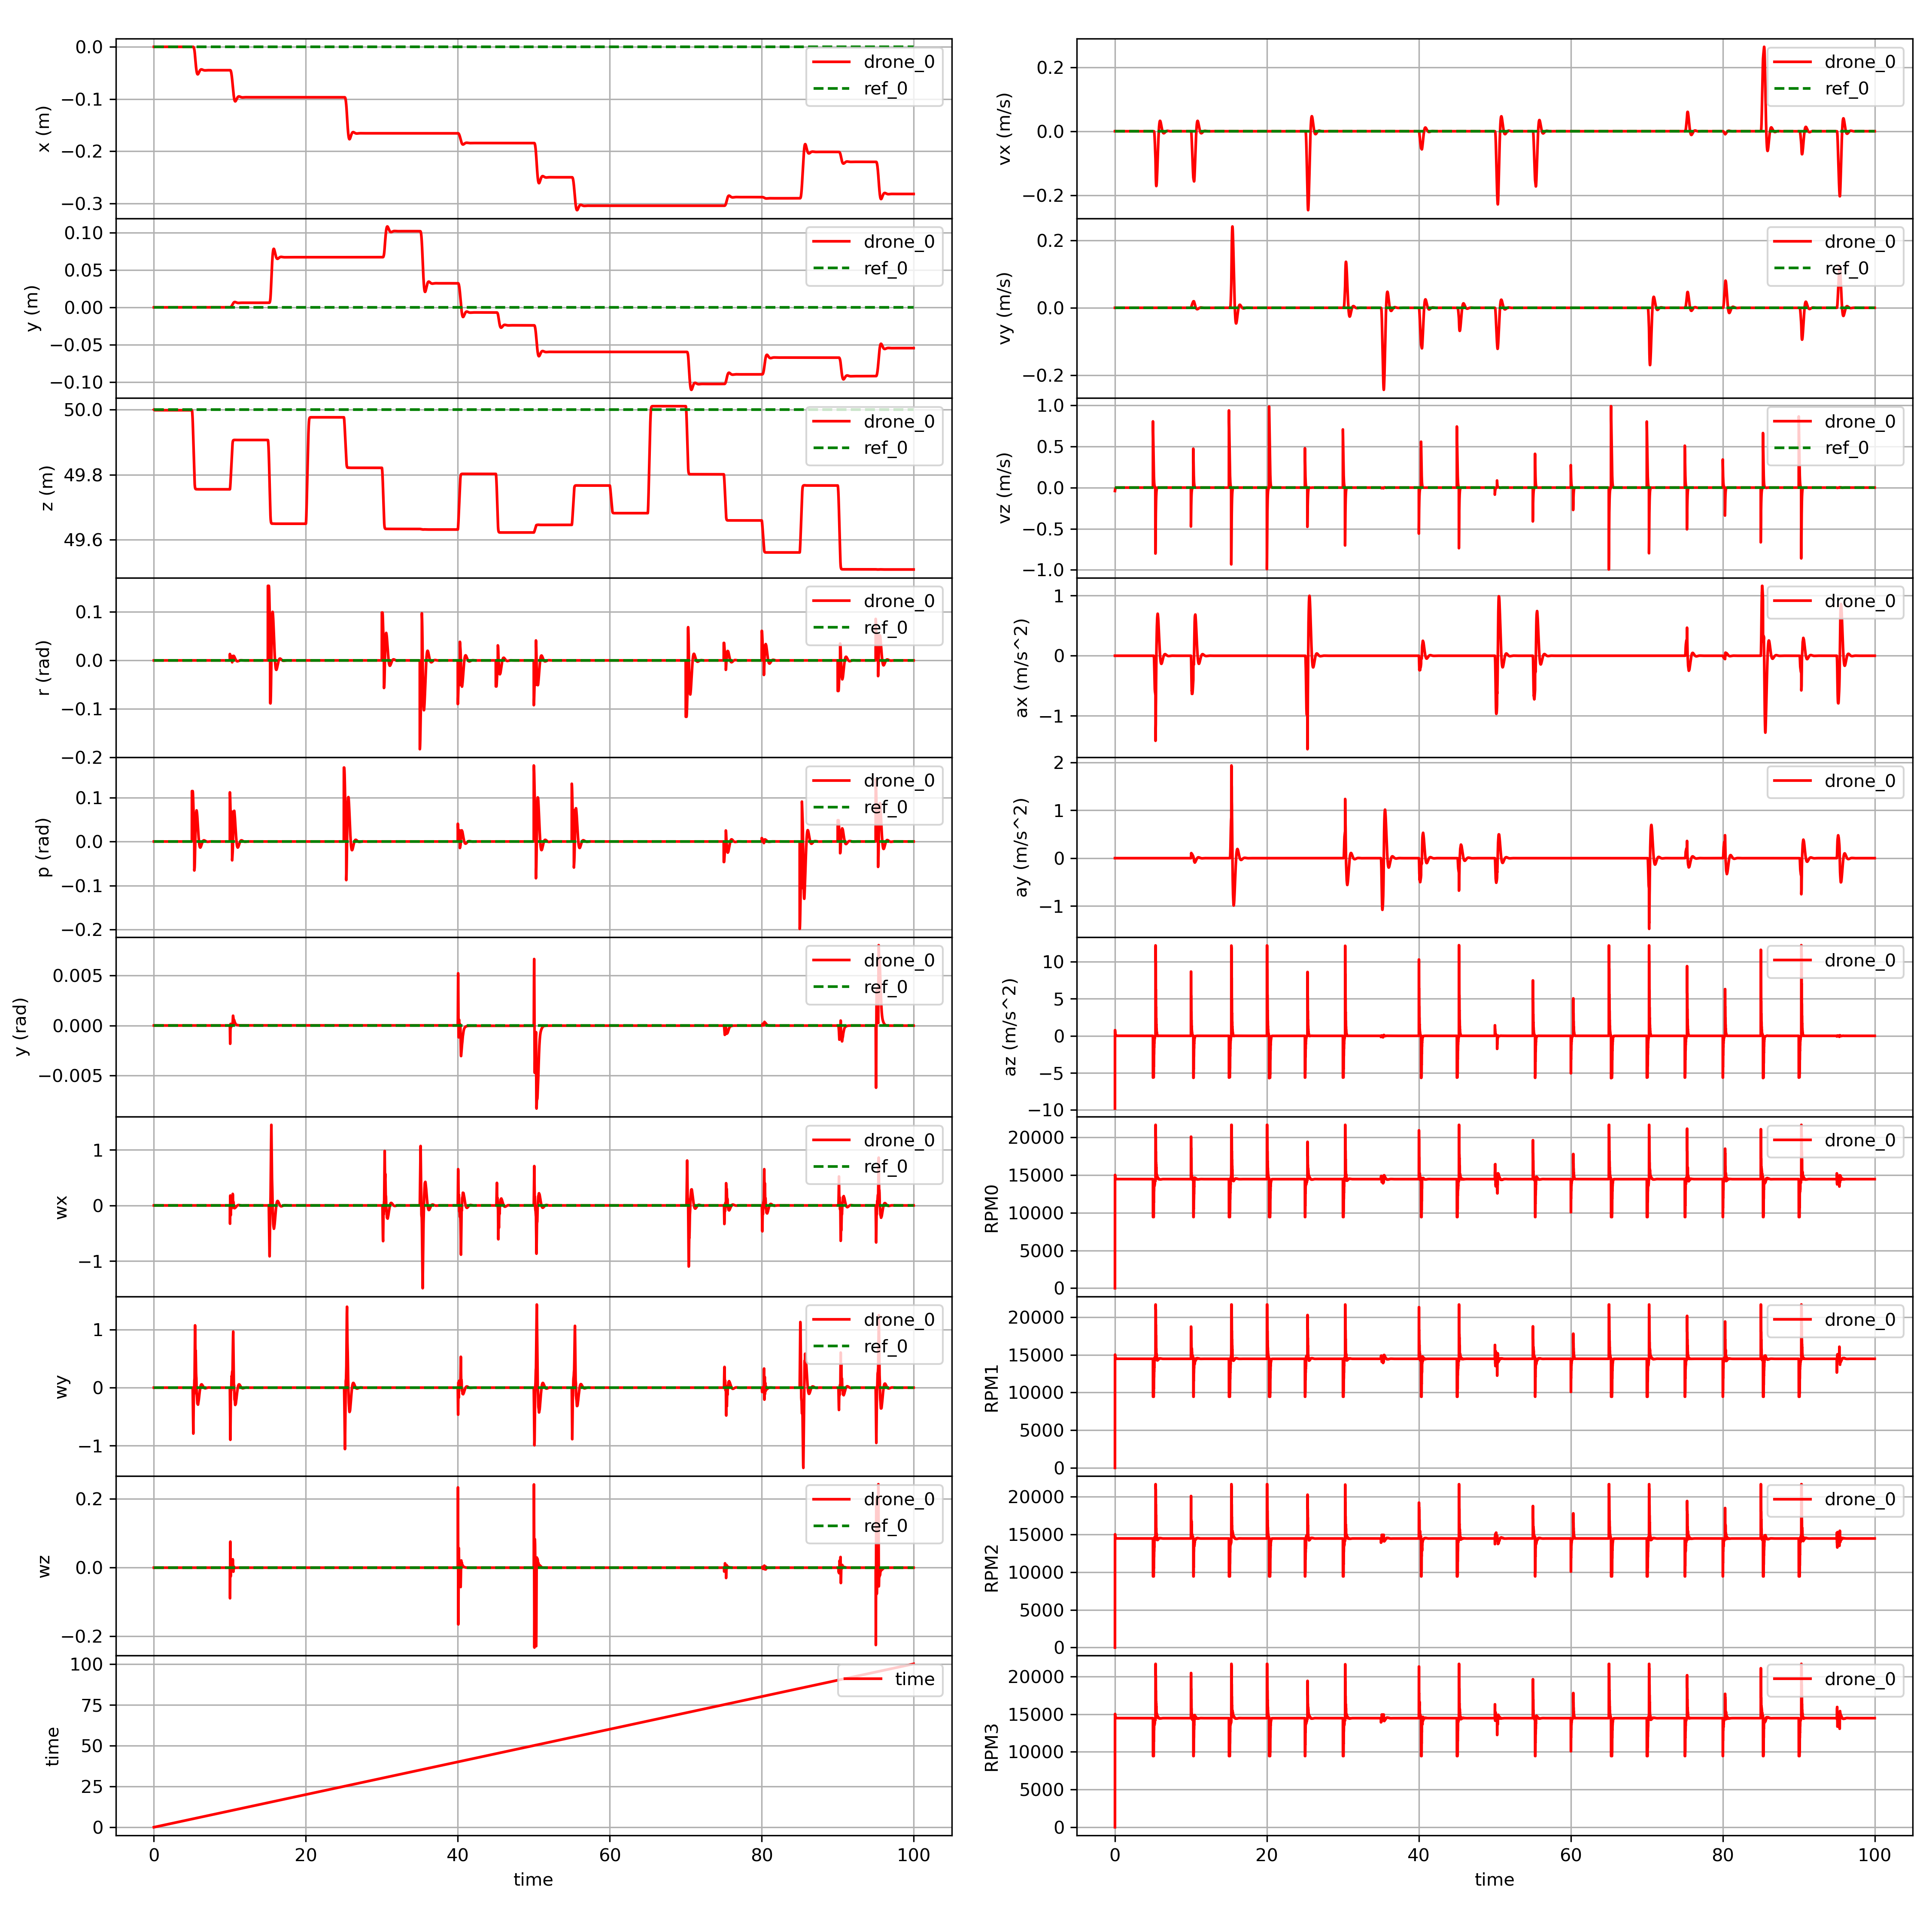 x (m)
0.0
−0.1
−0.2
−0.3
drone_0
ref_0
y (m)
0.10
0.05
0.00
−0.05
−0.10
drone_0
ref_0
z (m)
50.0
49.8
49.6
drone_0
ref_0
r (rad)
0.1
0.0
−0.1
−0.2
drone_0
ref_0
p (rad)
0.1
0.0
−0.1
−0.2
drone_0
ref_0
y (rad)
0.005
0.000
−0.005
drone_0
ref_0
wx
1
0
−1
drone_0
ref_0
wy
1
0
−1
drone_0
ref_0
wz
0.2
0.0
−0.2
drone_0
ref_0
time
100
75
50
25
0
time
0 20 40 60 80 100
time
vx (m/s)
0.2
0.0
−0.2
drone_0
ref_0
vy (m/s)
0.2
0.0
−0.2
drone_0
ref_0
vz (m/s)
1.0
0.5
0.0
−0.5
−1.0
drone_0
ref_0
ax (m/s^2)
1
0
−1
drone_0
ay (m/s^2)
2
1
0
−1
drone_0
az (m/s^2)
10
5
0
−5
−10
drone_0
RPM0
20000
15000
10000
5000
0
drone_0
RPM1
20000
15000
10000
5000
0
drone_0
RPM2
20000
15000
10000
5000
0
drone_0
RPM3
20000
15000
10000
5000
0
drone_0
0 20 40 60 80 100
time